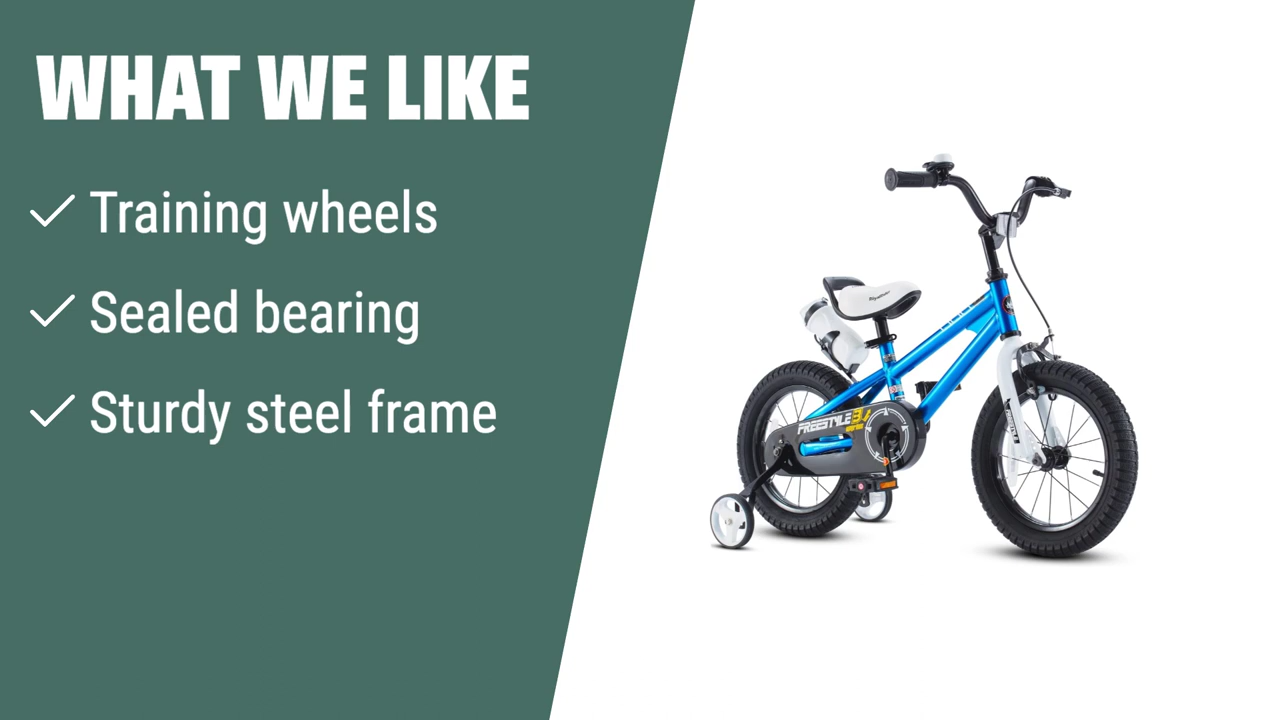 WHAT WE LIKE
Training wheels
Sealed bearing
Sturdy steel frame
FREESTYLE